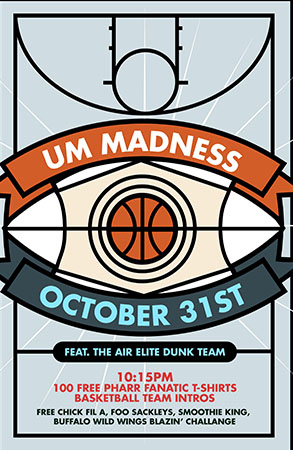 UM MADNESS
OCTOBER 31ST
FEAT. THE AIR ELITE DUNK TEAM
10:15PM
100 FREE PHARR FANATIC T-SHIRTS
BASKETBALL TEAM INTROS
FREE CHICK FIL A, FOO SACKLEYS, SMOOTHIE KING,
BUFFALO WILD WINGS BLAZIN' CHALLANGE